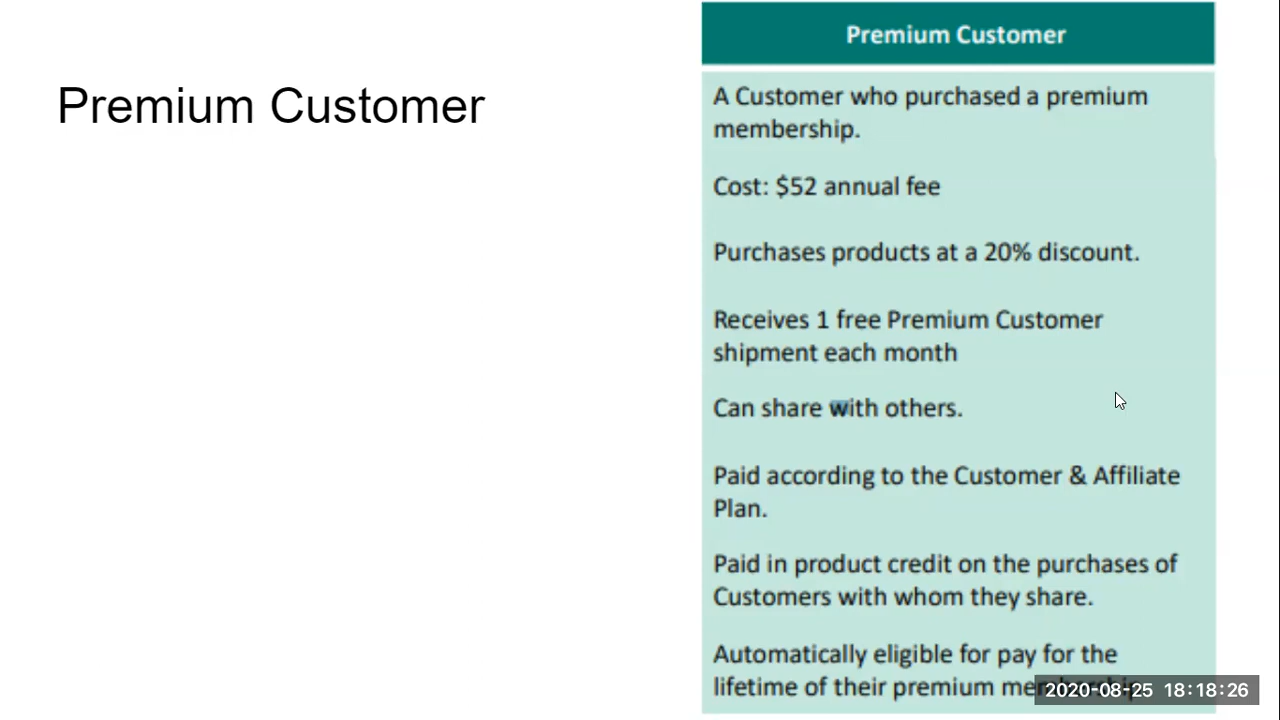 Premium Customer
Premium Customer
A Customer who purchased a premium
membership.
Cost: $52 annual fee
Purchases products at a 20% discount.
Receives 1 free Premium Customer
shipment each month
Can share with others.
Paid according to the Customer & Affiliate
Plan.
Paid in product credit on the purchases of
Customers with whom they share.
Automatically eligible for pay for the
lifetime of their premium membership.
2020-08-25 18:18:26